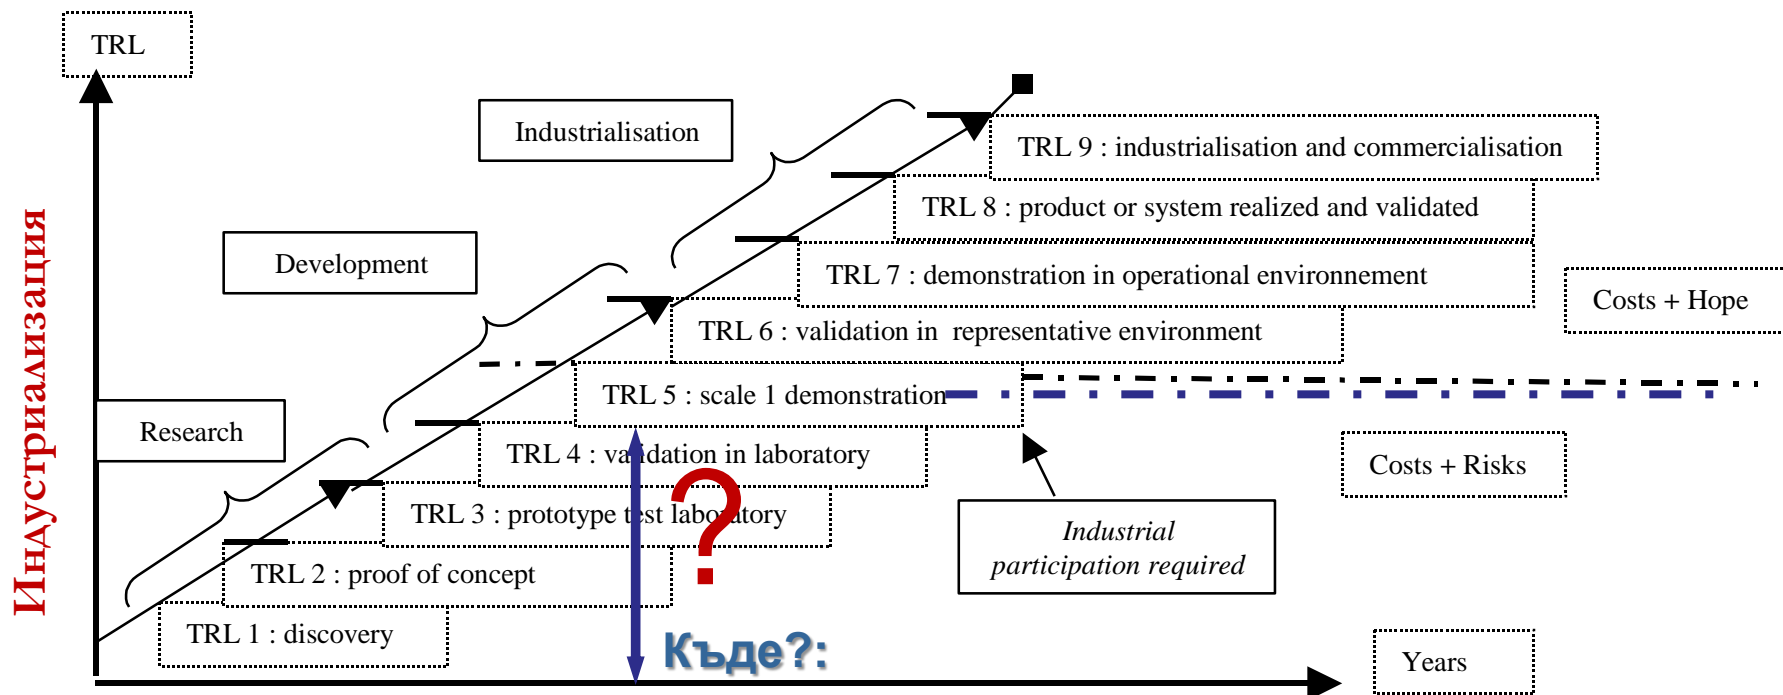 TRL
Industrialisation
TRL 9 : industrialisation and commercialisation
TRL 8 : product or system realized and validated
Development
TRL 7 : demonstration in operational environnement
Costs + Hope
TRL 6 : validation in representative environment
TRL 5 : scale 1 demonstration
Research
TRL 4 : validation in laboratory
Costs + Risks
TRL 3 : prototype test laboratory
?
Industrial
participation required
TRL 2 : proof of concept
TRL 1 : discovery
Къде?:
Years
Индустриализация